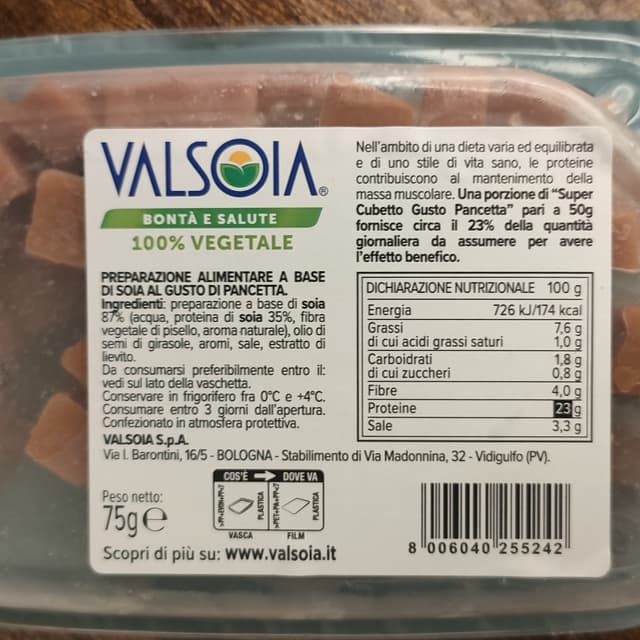 VALSOIA®
BONTÀ E SALUTE
100% VEGETALE
PREPARAZIONE ALIMENTARE A BASE
DI SOIA AL GUSTO DI PANCETTA.
Ingredienti: preparazione a base di soia
87% (acqua, proteina di soia 35%, fibra
vegetale di pisello, aroma naturale), olio di
semi di girasole, aromi, sale, estratto di
lievito.
Da consumarsi preferibilmente entro il:
vedi sul lato della vaschetta.
Conservare in frigorifero fra 0°C e +4°C.
Consumare entro 3 giorni dall'apertura.
Confezionato in atmosfera protettiva.
Nell'ambito di una dieta varia ed equilibrata
e di uno stile di vita sano, le proteine
contribuiscono al mantenimento della
massa muscolare. Una porzione di “Super
Cubetto Gusto Pancetta” pari a 50g
fornisce circa il 23% della quantità
giornaliera da assumere per avere
l'effetto benefico.
DICHIARAZIONE NUTRIZIONALE 100 g
Energia 726 kJ/174 kcal
Grassi 7,6 g
di cui acidi grassi saturi 1,0 g
Carboidrati 1,8 g
di cui zuccheri 0,8 g
Fibre 4,0 g
Proteine 23 g
Sale 3,3 g
VALSOIA S.p.A.
Via I. Barontini, 16/5 - BOLOGNA - Stabilimento di Via Madonnina, 32 - Vidigulfo (PV).
Peso netto:
75g e
COS'È DOVE VA
PLASTICA
VASCA
PLASTICA
FILM
Scopri di più su: www.valsoia.it
8 006040 255242